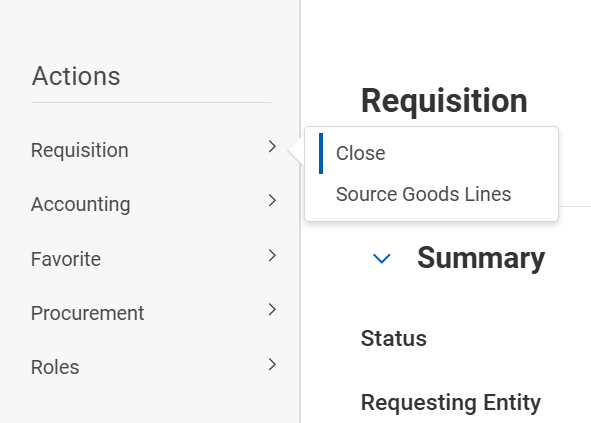 Actions
Requisition
Accounting
Favorite
Procurement
Roles
Requisition
Close
Source Goods Lines
Summary
Status
Requesting Entity